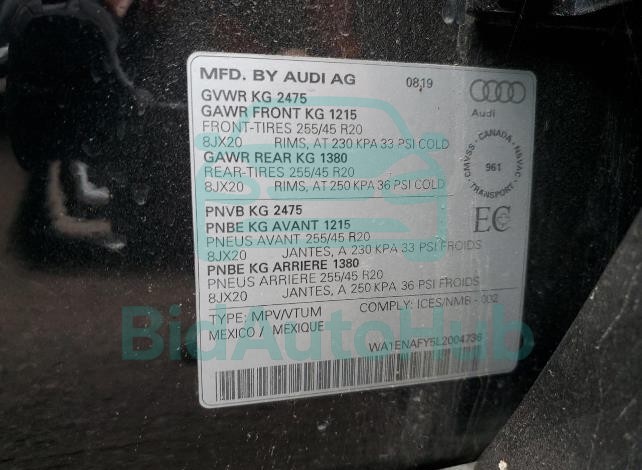 MFD. BY AUDI AG 08.19
GVWR KG 2475
GAWR FRONT KG 1215
FRONT-TIRES 255/45 R20
8JX20 RIMS, AT 230 KPA 33 PSI COLD
GAWR REAR KG 1380
REAR-TIRES 255/45 R20
8JX20 RIMS, AT 250 KPA 36 PSI COLD
PNVB KG 2475
PNBE KG AVANT 1215
PNEUS AVANT 255/45 R20
8JX20 JANTES, A 230 KPA 33 PSI FROIDS
PNBE KG ARRIERE 1380
PNEUS ARRIERE 255/45 R20
8JX20 JANTES, A 250 KPA 36 PSI FROIDS
TYPE: MPV/VTUM COMPLY: ICES/NMB - 002
MEXICO / MEXIQUE
WA1ENAFY5L2004736
Audi
CMVSS - CANADA - NSVAC
961
TRANSPORT
EC
BidAutoHub